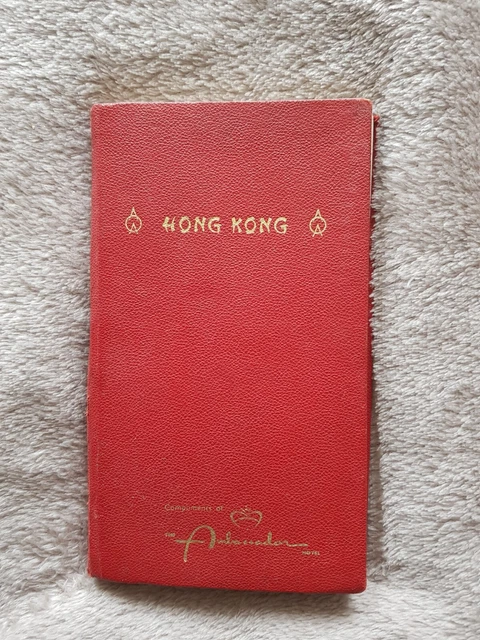 HONG KONG
Compliments of
THE Ambassador HOTEL